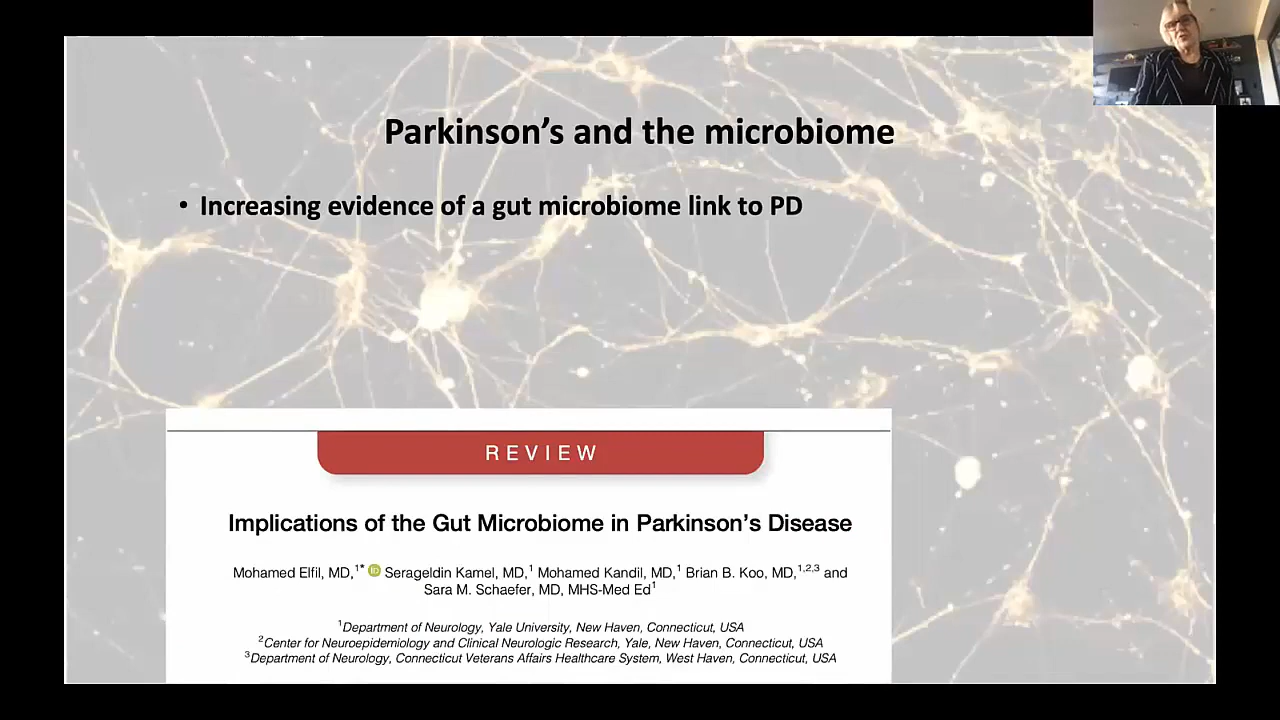 Parkinson’s and the microbiome
• Increasing evidence of a gut microbiome link to PD
REVIEW
Implications of the Gut Microbiome in Parkinson’s Disease
Mohamed Elfil, MD,1* iD Serageldin Kamel, MD,1 Mohamed Kandil, MD,1 Brian B. Koo, MD,1,2,3 and
Sara M. Schaefer, MD, MHS-Med Ed1
1Department of Neurology, Yale University, New Haven, Connecticut, USA
2Center for Neuroepidemiology and Clinical Neurologic Research, Yale, New Haven, Connecticut, USA
3Department of Neurology, Connecticut Veterans Affairs Healthcare System, West Haven, Connecticut, USA